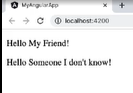 MyAngularApp
localhost:4200
Hello My Friend!
Hello Someone I don't know!